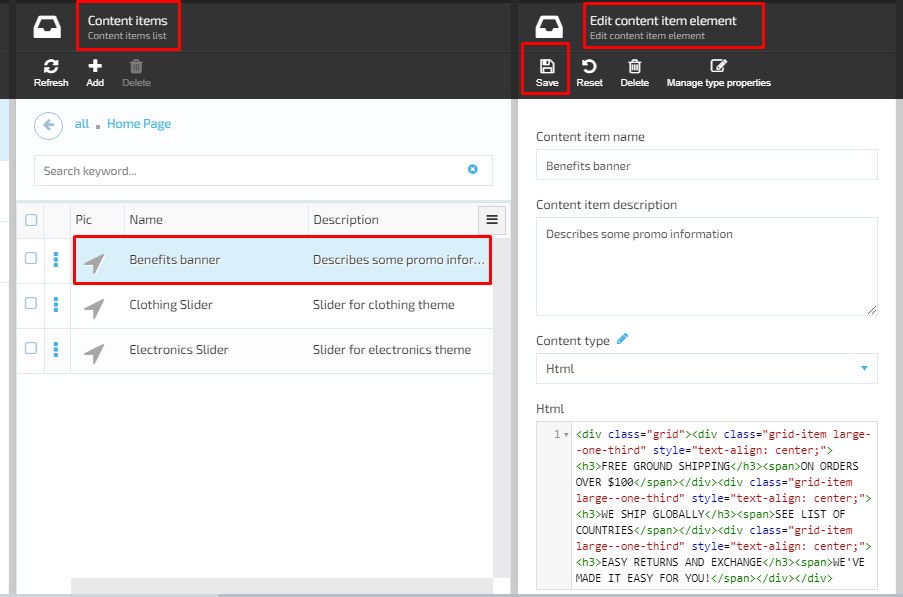 Content items
Content items list
Refresh
Add
Delete
all . Home Page
Search keyword...
Pic
Name
Description
Benefits banner
Describes some promo infor...
Clothing Slider
Slider for clothing theme
Electronics Slider
Slider for electronics theme
Edit content item element
Edit content item element
Save
Reset
Delete
Manage type properties
Content item name
Benefits banner
Content item description
Describes some promo information
Content type
Html
Html
1
<div class="grid"><div class="grid-item large-
-one-third" style="text-align: center;">
<h3>FREE GROUND SHIPPING</h3><span>ON ORDERS
OVER $100</span></div><div class="grid-item
large--one-third" style="text-align: center;">
<h3>WE SHIP GLOBALLY</h3><span>SEE LIST OF
COUNTRIES</span></div><div class="grid-item
large--one-third" style="text-align: center;">
<h3>EASY RETURNS AND EXCHANGE</h3><span>WE'VE
MADE IT EASY FOR YOU!</span></div></div>